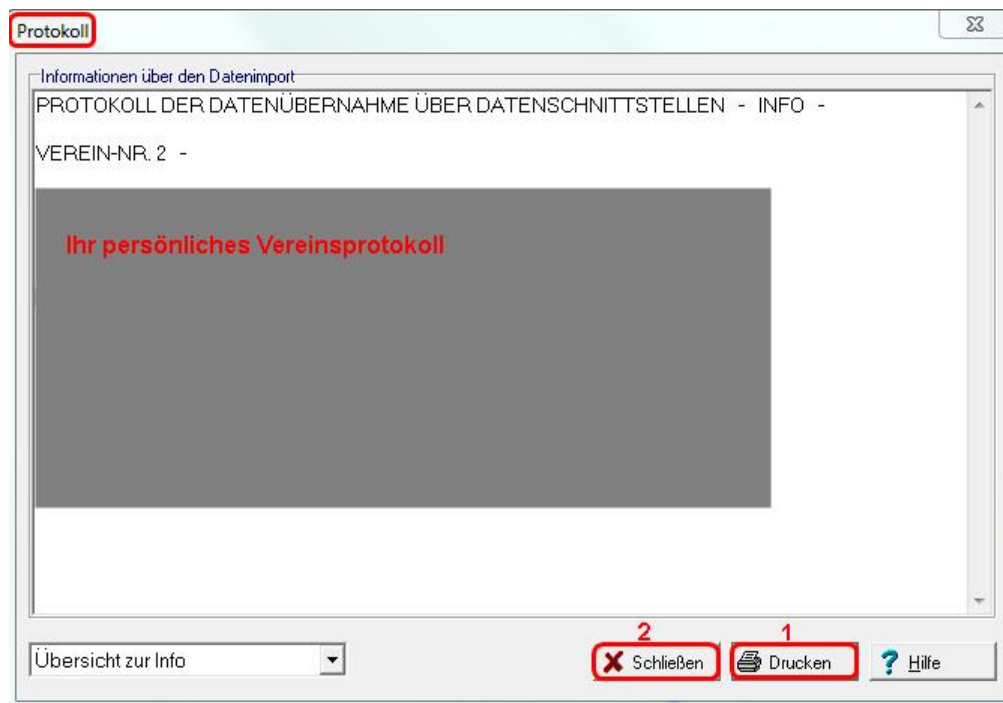 Protokoll
Informationen über den Datenimport
PROTOKOLL DER DATENÜBERNAHME ÜBER DATENSCHNITTSTELLEN - INFO -
VEREIN-NR. 2 -
Ihr persönliches Vereinsprotokoll
2 1
Übersicht zur Info Schließen Drucken ? Hilfe